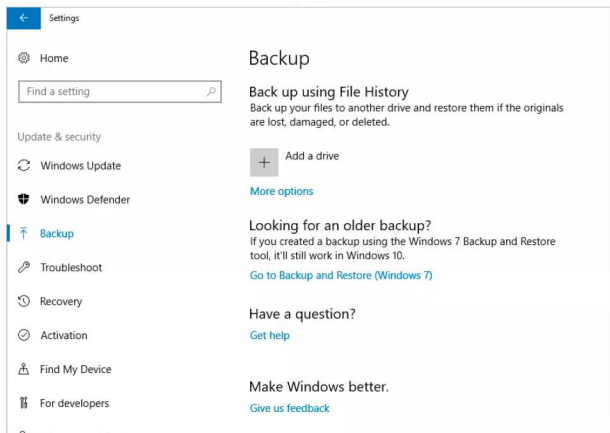 Settings
Home
Find a setting
Update & security
Windows Update
Windows Defender
Backup
Troubleshoot
Recovery
Activation
Find My Device
For developers
Backup
Back up using File History
Back up your files to another drive and restore them if the originals
are lost, damaged, or deleted.
Add a drive
More options
Looking for an older backup?
If you created a backup using the Windows 7 Backup and Restore
tool, it'll still work in Windows 10.
Go to Backup and Restore (Windows 7)
Have a question?
Get help
Make Windows better.
Give us feedback